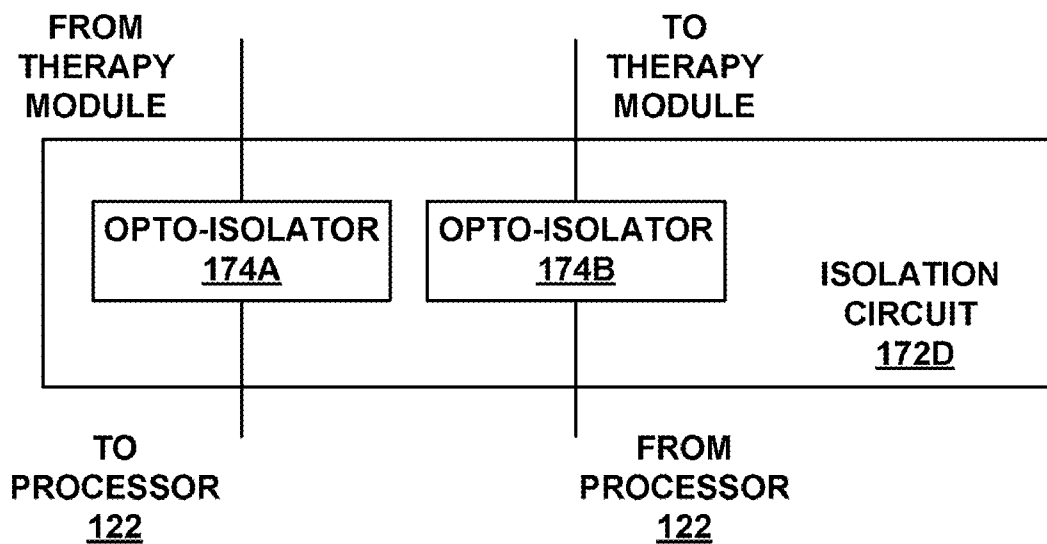 FROM
THERAPY
MODULE
TO
THERAPY
MODULE
OPTO-ISOLATOR
174A
OPTO-ISOLATOR
174B
ISOLATION
CIRCUIT
172D
TO
PROCESSOR
122
FROM
PROCESSOR
122